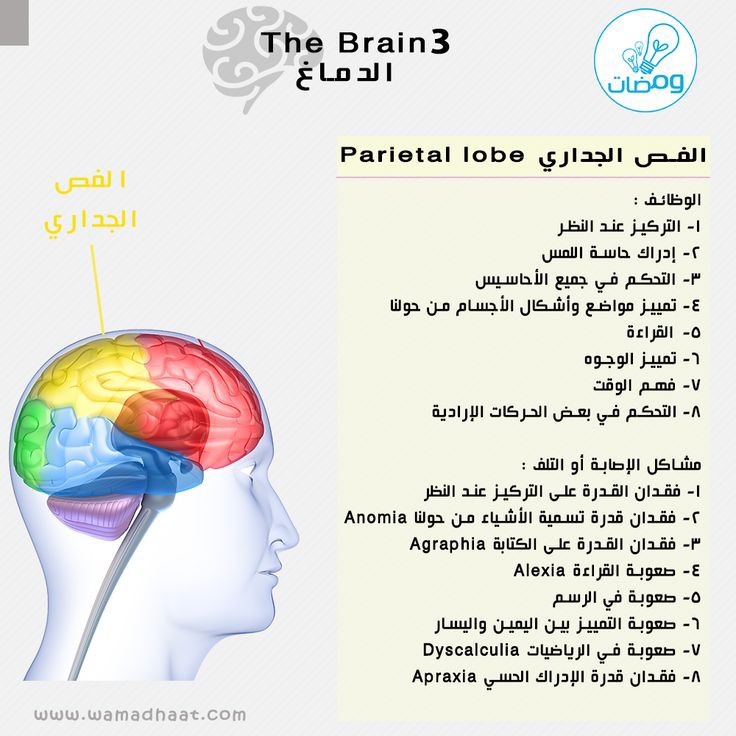 The Brain3
الدماغ
ومضات
الفص الجداري Parietal lobe
الفص
الجداري
الوظائف :
١- التركيز عند النظر
٢- إدراك حاسة اللمس
٣- التحكم في جميع الأحاسيس
٤- تمييز مواضع وأشكال الأجسام من حولنا
٥- القراءة
٦- تمييز الوجوه
٧- فهم الوقت
٨- التحكم في بعض الحركات الإرادية
مشاكل الإصابة أو التلف :
١- فقدان القدرة على التركيز عند النظر
٢- فقدان قدرة تسمية الأشياء من حولنا Anomia
٣- فقدان القدرة على الكتابة Agraphia
٤- صعوبة القراءة Alexia
٥- صعوبة في الرسم
٦- صعوبة التمييز بين اليمين واليسار
٧- صعوبة في الرياضيات Dyscalculia
٨- فقدان قدرة الإدراك الحسي Apraxia
www.wamadhaat.com